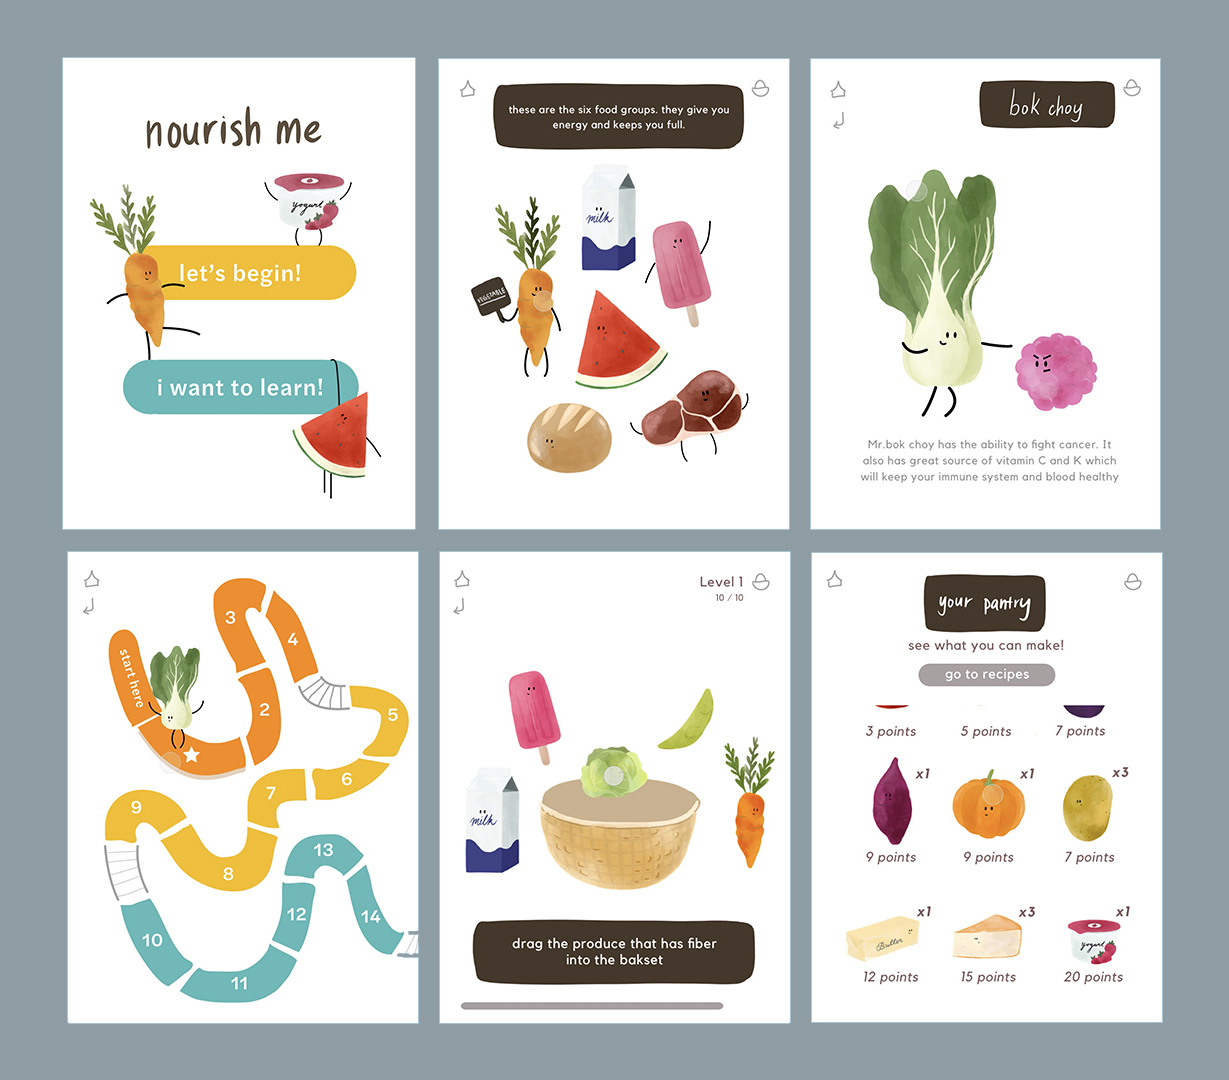 nourish me
yogurt
let's begin!
i want to learn!
these are the six food groups. they give you
energy and keeps you full.
milk
VEGETABLE
bok choy
Mr.bok choy has the ability to fight cancer. It
also has great source of vitamin C and K which
will keep your immune system and blood healthy
start here
3
4
2
5
6
7
9
8
13
12
14
10
11
Level 1
10 / 10
milk
drag the produce that has fiber
into the bakset
your pantry
see what you can make!
go to recipes
3 points
5 points
7 points
x1
x1
x3
9 points
9 points
7 points
x1
x3
x1
Butter
yogurt
12 points
15 points
20 points